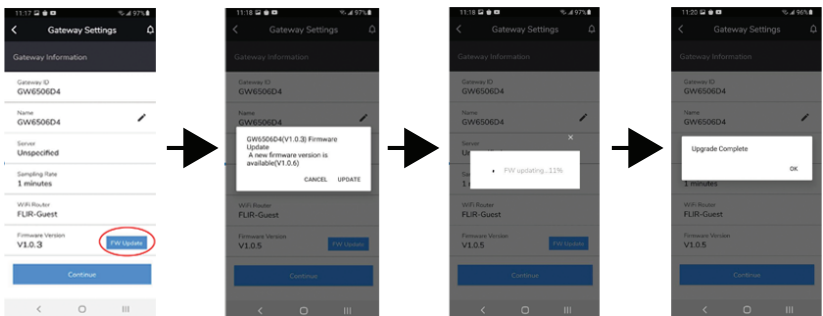 11:17 97%
Gateway Settings
Gateway Information
Gateway ID
GW6506D4
Name
GW6506D4
Server
Unspecified
Sampling Rate
1 minutes
WiFi Router
FLIR-Guest
Firmware Version
V1.0.3 FW Update
Continue
11:18 97%
Gateway Settings
Gateway Information
Gateway ID
GW6506D4
Name
GW6506D4
GW6506D4(V1.0.3) Firmware
Update
A new firmware version is
available(V1.0.6)
CANCEL UPDATE
WiFi Router
FLIR-Guest
Firmware Version
V1.0.5 FW Update
Continue
11:18 97%
Gateway Settings
Gateway Information
Gateway ID
GW6506D4
Name
GW6506D4
Server
Un
FW updating...11%
1
WiFi Router
FLIR-Guest
Firmware Version
V1.0.5 FW Update
Continue
11:20 96%
Gateway Settings
Gateway Information
Gateway ID
GW6506D4
Name
GW6506D4
Upgrade Complete
OK
1 minutes
WiFi Router
FLIR-Guest
Firmware Version
V1.0.5
Continue